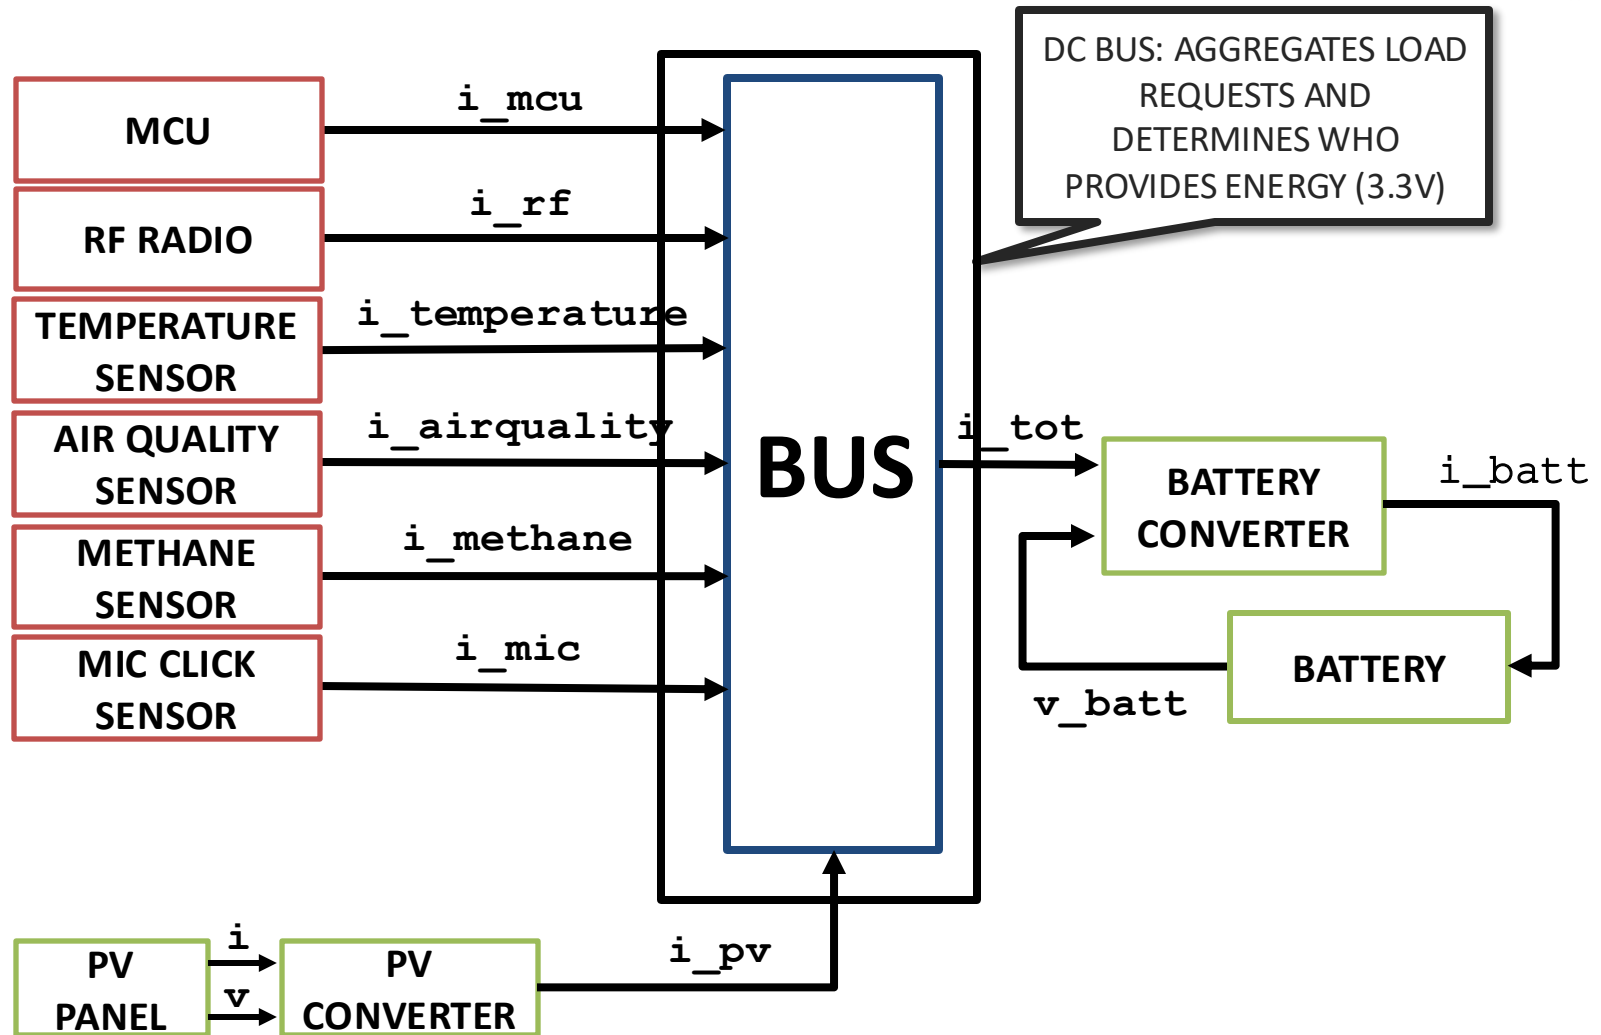 DC BUS: AGGREGATES LOAD
REQUESTS AND
DETERMINES WHO
PROVIDES ENERGY (3.3V)
MCU
i_mcu
RF RADIO
i_rf
TEMPERATURE
SENSOR
i_temperature
AIR QUALITY
SENSOR
i_airquality
METHANE
SENSOR
i_methane
MIC CLICK
SENSOR
i_mic
BUS
i_tot
BATTERY
CONVERTER
i_batt
BATTERY
v_batt
PV
PANEL
i
v
PV
CONVERTER
i_pv